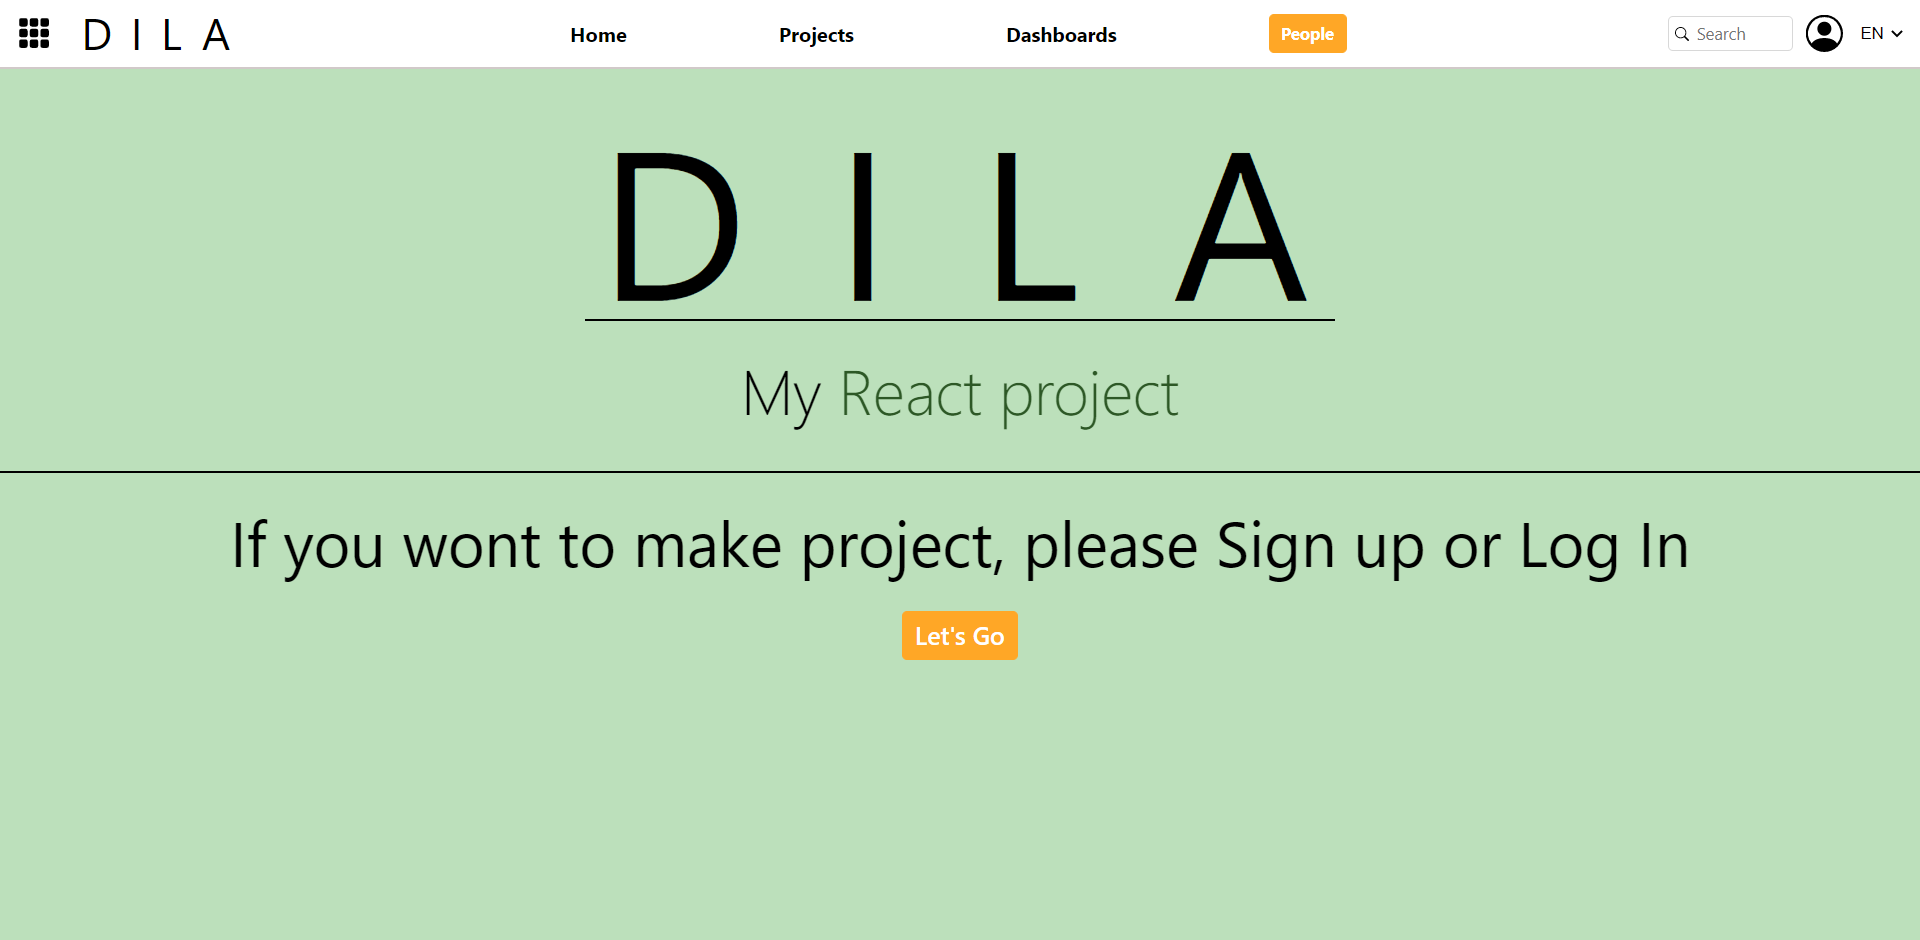 D I L A Home Projects Dashboards People Search EN
D I L A
My React project
If you wont to make project, please Sign up or Log In
Let's Go